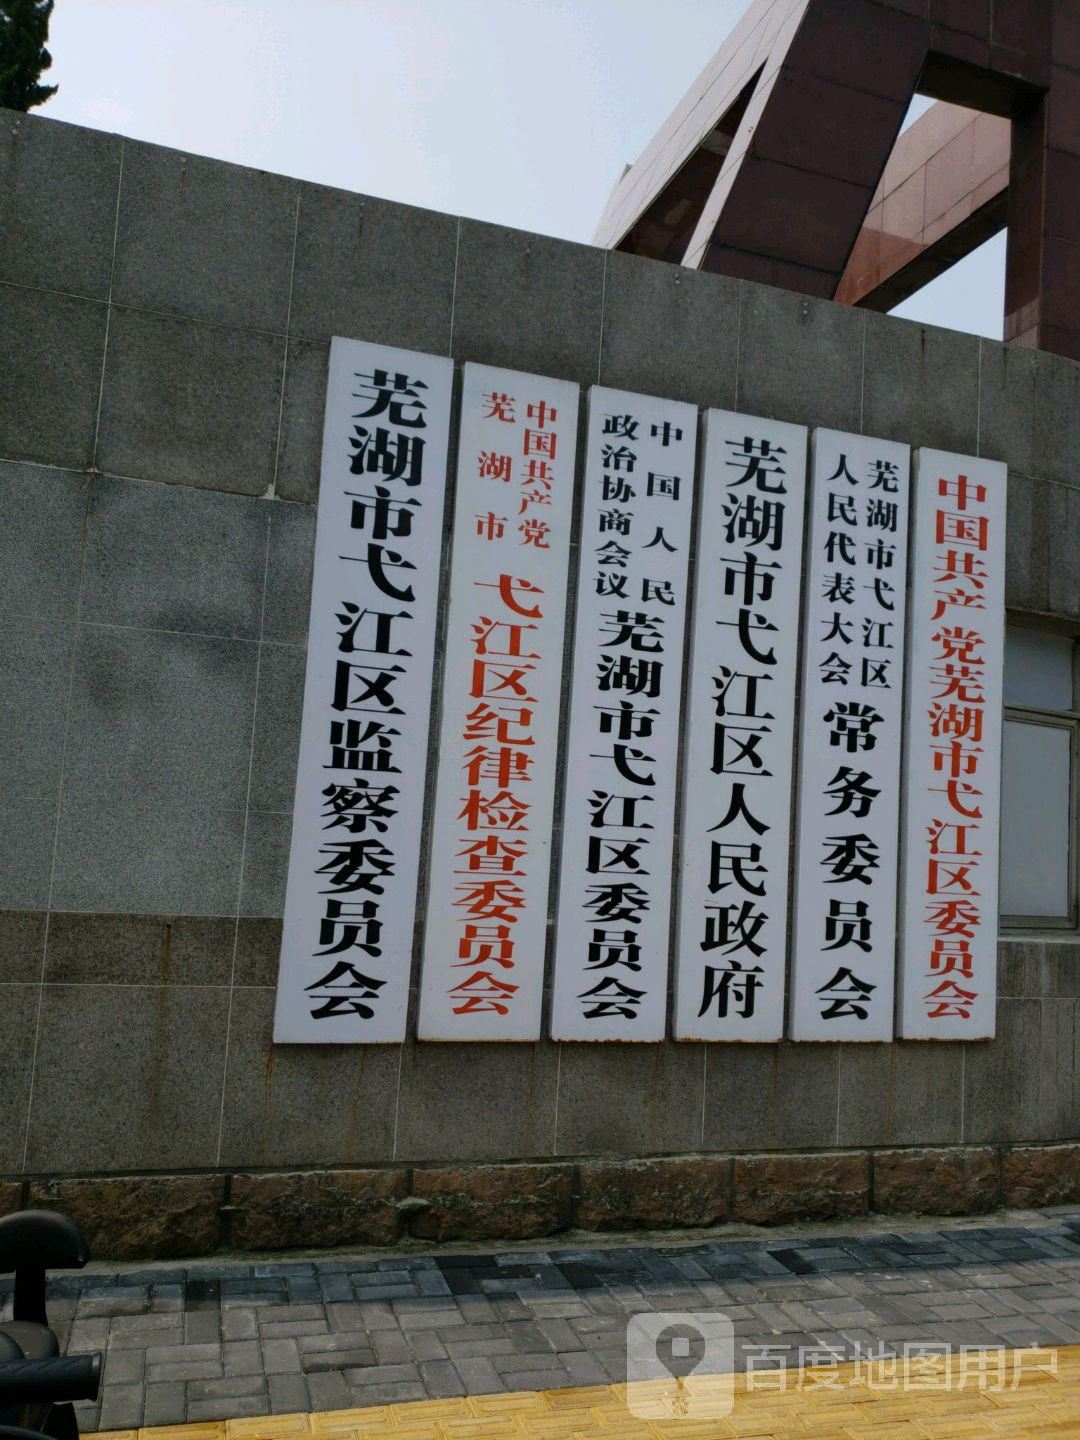 中国共产党芜湖市弋江区委员会
芜湖市弋江区
人民代表大会
常务委员会
芜湖市弋江区人民政府
中国人民
政治协商会议
芜湖市弋江区委员会
中国共产党
芜湖市
弋江区纪律检查委员会
芜湖市弋江区监察委员会
百度地图用户